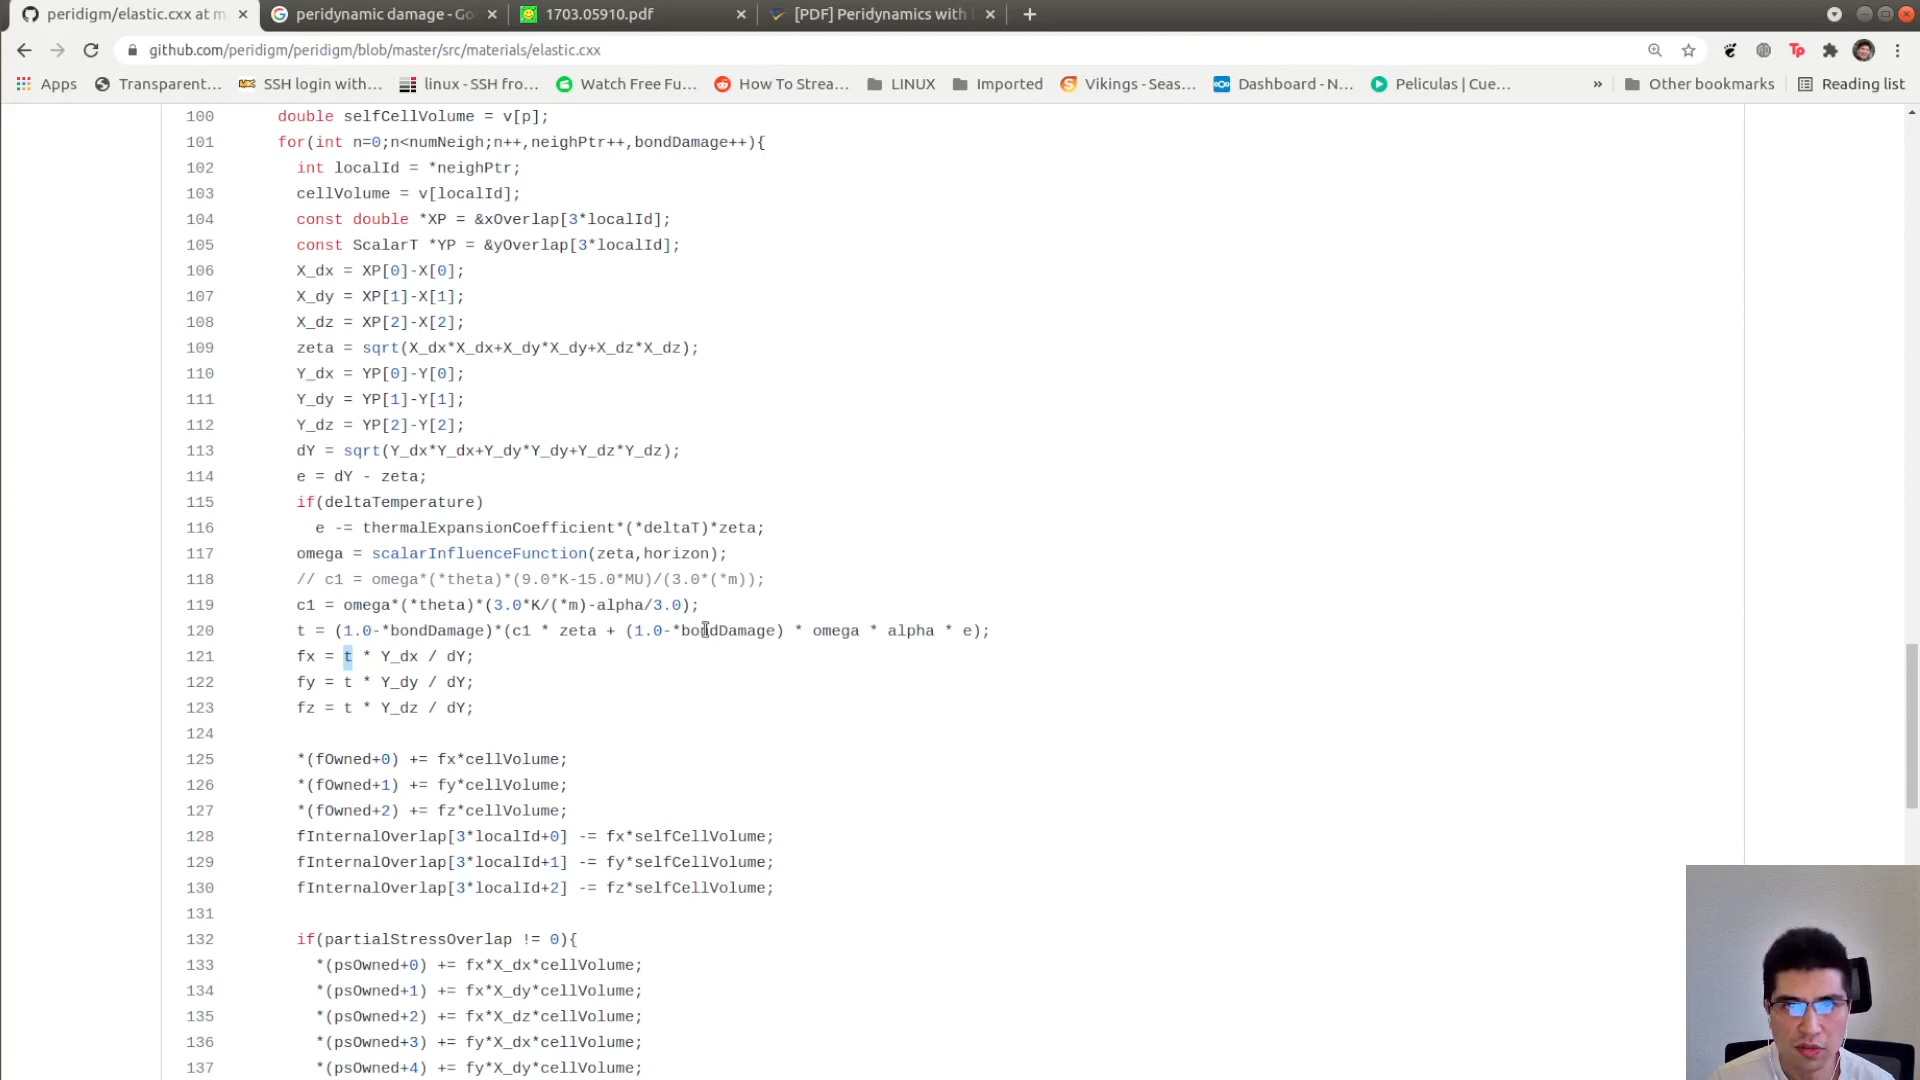 peridigm/elastic.cxx at m
peridynamic damage - Go
1703.05910.pdf
[PDF] Peridynamics with
github.com/peridigm/peridigm/blob/master/src/materials/elastic.cxx
Tp
Apps
Transparent...
SSH login with...
linux - SSH fro...
Watch Free Fu...
How To Strea...
LINUX
Imported
Vikings - Seas...
Dashboard - N...
Peliculas | Cue...
»
Other bookmarks
Reading list
100 double selfCellVolume = v[p];
101 for(int n=0;n<numNeigh;n++,neighPtr++,bondDamage++){
102 int localId = *neighPtr;
103 cellVolume = v[localId];
104 const double *XP = &xOverlap[3*localId];
105 const ScalarT *YP = &yOverlap[3*localId];
106 X_dx = XP[0]-X[0];
107 X_dy = XP[1]-X[1];
108 X_dz = XP[2]-X[2];
109 zeta = sqrt(X_dx*X_dx+X_dy*X_dy+X_dz*X_dz);
110 Y_dx = YP[0]-Y[0];
111 Y_dy = YP[1]-Y[1];
112 Y_dz = YP[2]-Y[2];
113 dY = sqrt(Y_dx*Y_dx+Y_dy*Y_dy+Y_dz*Y_dz);
114 e = dY - zeta;
115 if(deltaTemperature)
116 e -= thermalExpansionCoefficient*(*deltaT)*zeta;
117 omega = scalarInfluenceFunction(zeta,horizon);
118 // c1 = omega*(*theta)*(9.0*K-15.0*MU)/(3.0*(*m));
119 c1 = omega*(*theta)*(3.0*K/(*m)-alpha/3.0);
120 t = (1.0-*bondDamage)*(c1 * zeta + (1.0-*bondDamage) * omega * alpha * e);
121 fx = t * Y_dx / dY;
122 fy = t * Y_dy / dY;
123 fz = t * Y_dz / dY;
124
125 *(fOwned+0) += fx*cellVolume;
126 *(fOwned+1) += fy*cellVolume;
127 *(fOwned+2) += fz*cellVolume;
128 fInternalOverlap[3*localId+0] -= fx*selfCellVolume;
129 fInternalOverlap[3*localId+1] -= fy*selfCellVolume;
130 fInternalOverlap[3*localId+2] -= fz*selfCellVolume;
131
132 if(partialStressOverlap != 0){
133 *(psOwned+0) += fx*X_dx*cellVolume;
134 *(psOwned+1) += fx*X_dy*cellVolume;
135 *(psOwned+2) += fx*X_dz*cellVolume;
136 *(psOwned+3) += fy*X_dx*cellVolume;
137 *(psOwned+4) += fy*X_dy*cellVolume;